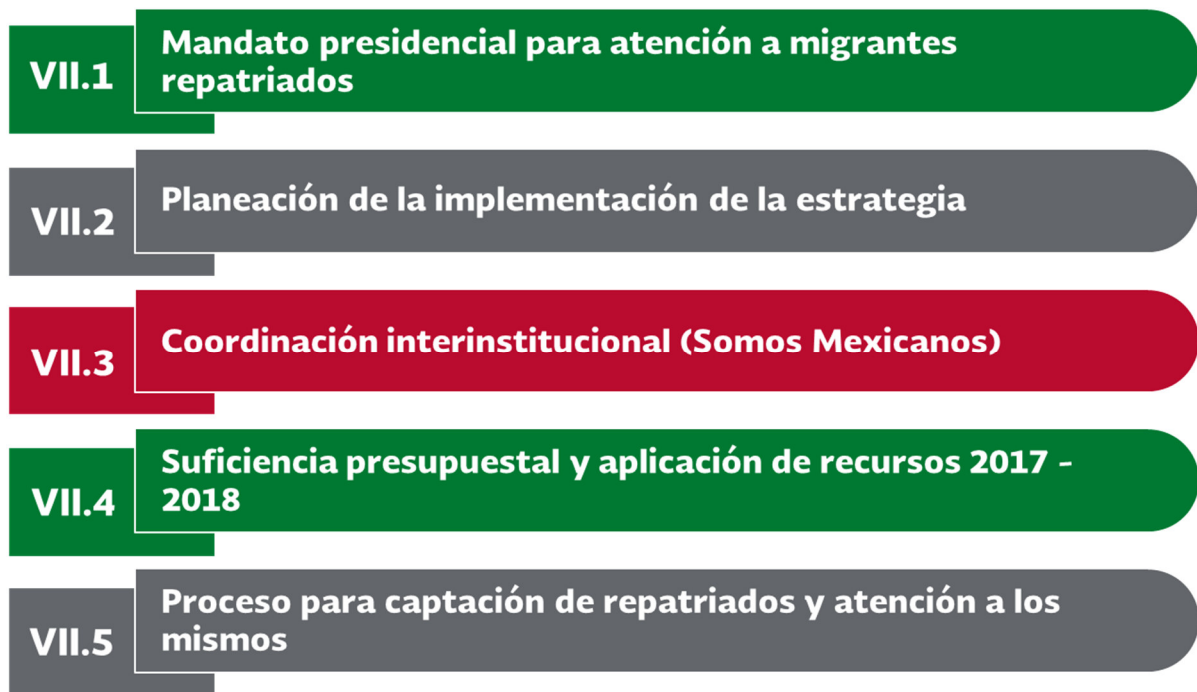 VII.1
Mandato presidencial para atención a migrantes
repatriados
VII.2
Planeación de la implementación de la estrategia
VII.3
Coordinación interinstitucional (Somos Mexicanos)
VII.4
Suficiencia presupuestal y aplicación de recursos 2017 –
2018
VII.5
Proceso para captación de repatriados y atención a los
mismos